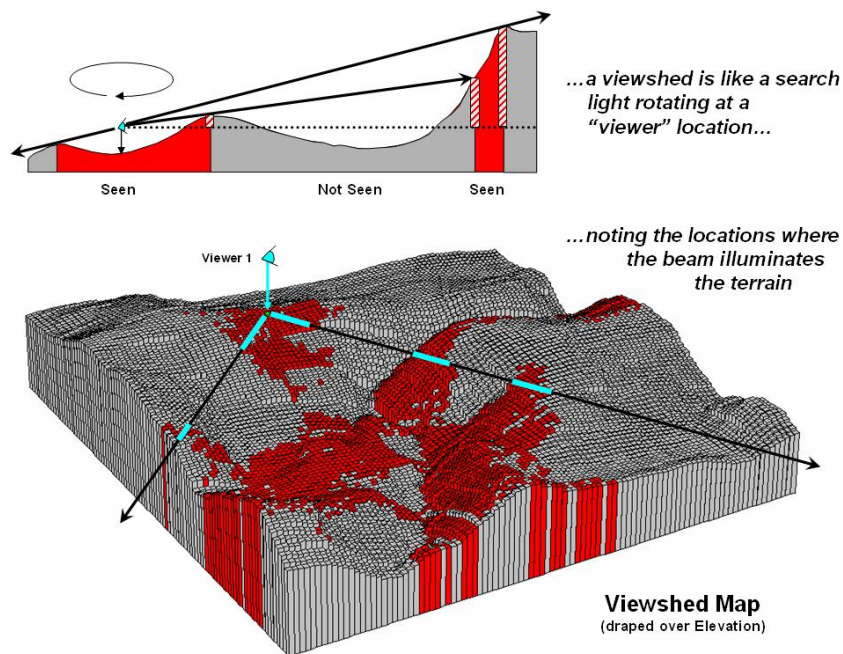 ...a viewshed is like a search
light rotating at a
“viewer” location...
Seen
Not Seen
Seen
...noting the locations where
the beam illuminates
the terrain
Viewer 1
Viewshed Map
(draped over Elevation)